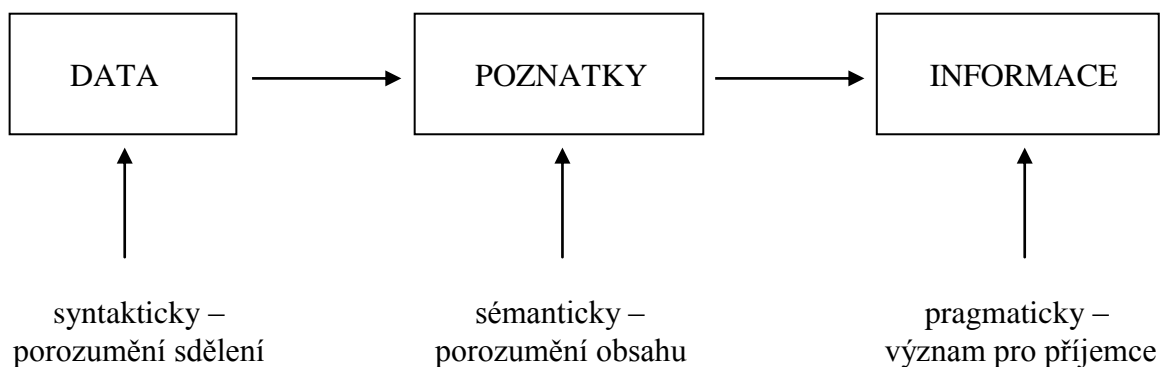 DATA
POZNATKY
INFORMACE
syntakticky –
porozumění sdělení
sémanticky –
porozumění obsahu
pragmaticky –
význam pro příjemce